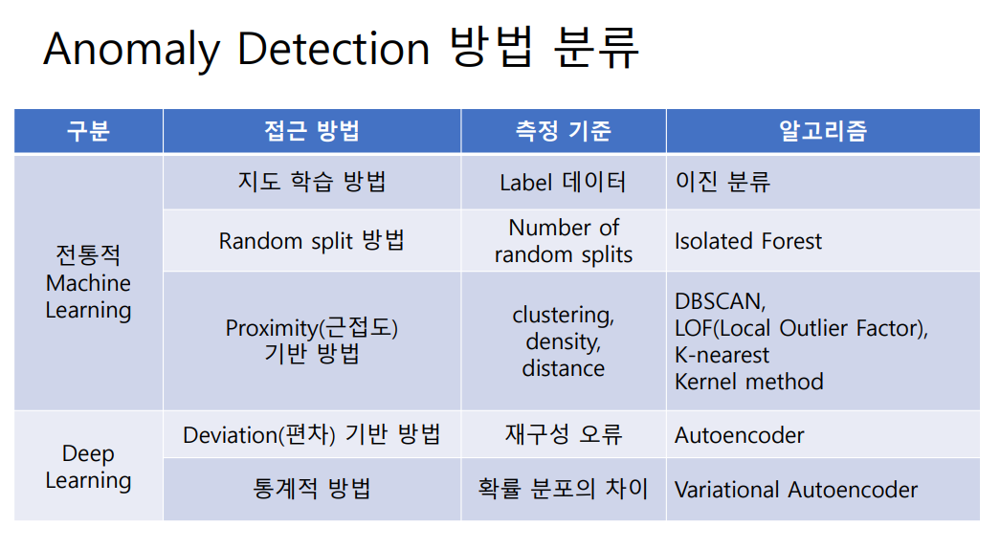 Anomaly Detection 방법 분류
구분
접근 방법
측정 기준
알고리즘
전통적
Machine
Learning
지도 학습 방법
Label 데이터
이진 분류
Random split 방법
Number of
random splits
Isolated Forest
Proximity(근접도)
기반 방법
clustering,
density,
distance
DBSCAN,
LOF(Local Outlier Factor),
K-nearest
Kernel method
Deep
Learning
Deviation(편차) 기반 방법
재구성 오류
Autoencoder
통계적 방법
확률 분포의 차이
Variational Autoencoder